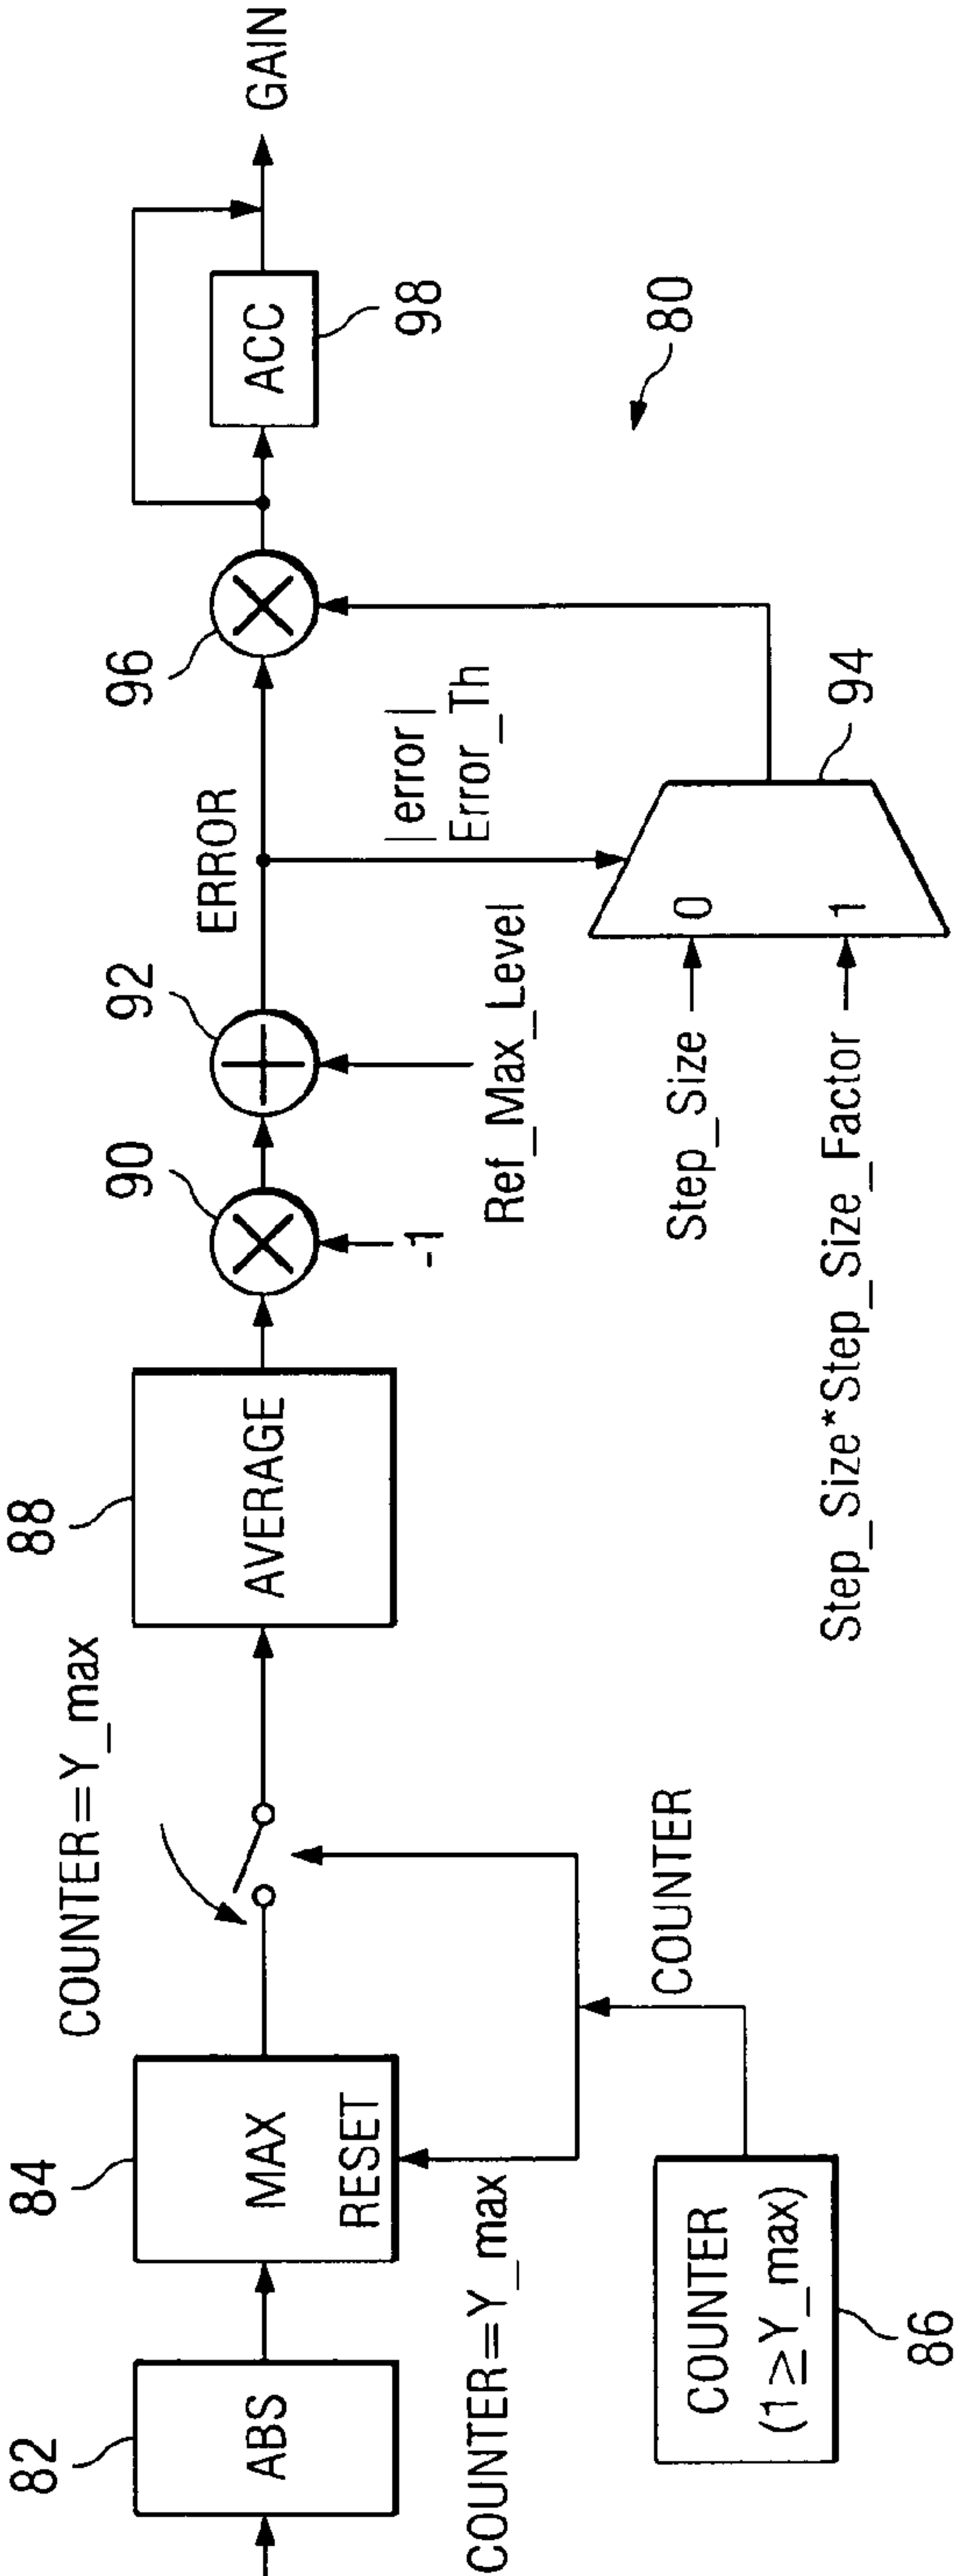 82
ABS
84
MAX
RESET
COUNTER=Y_max
COUNTER=Y_max
COUNTER
(1≥Y_max)
86
COUNTER
88
AVERAGE
90
-1
92
Ref_Max_Level
ERROR
|error|
Error_Th
Step_Size
0
Step_Size*Step_Size_Factor
1
94
96
ACC
98
GAIN
80